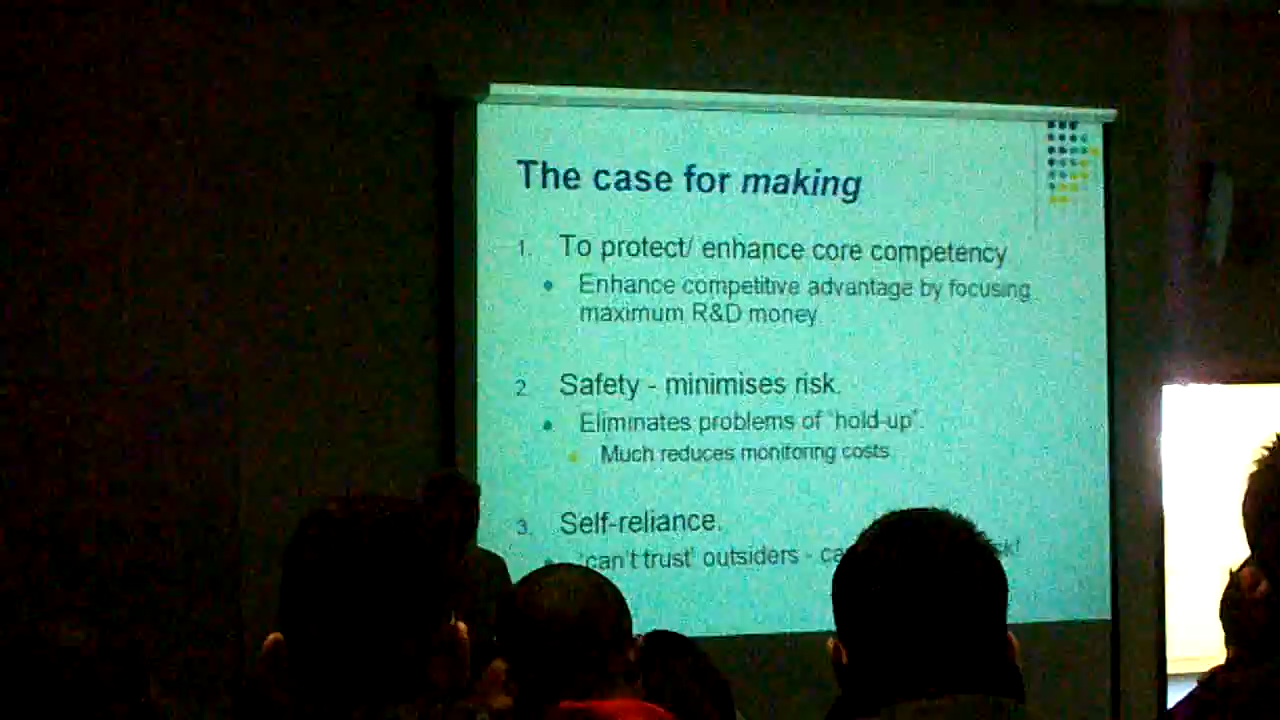 The case for making
1. To protect/ enhance core competency
• Enhance competitive advantage by focusing
maximum R&D money.
2. Safety - minimises risk.
• Eliminates problems of 'hold-up'.
• Much reduces monitoring costs
3. Self-reliance.
• 'can't trust' outsiders -